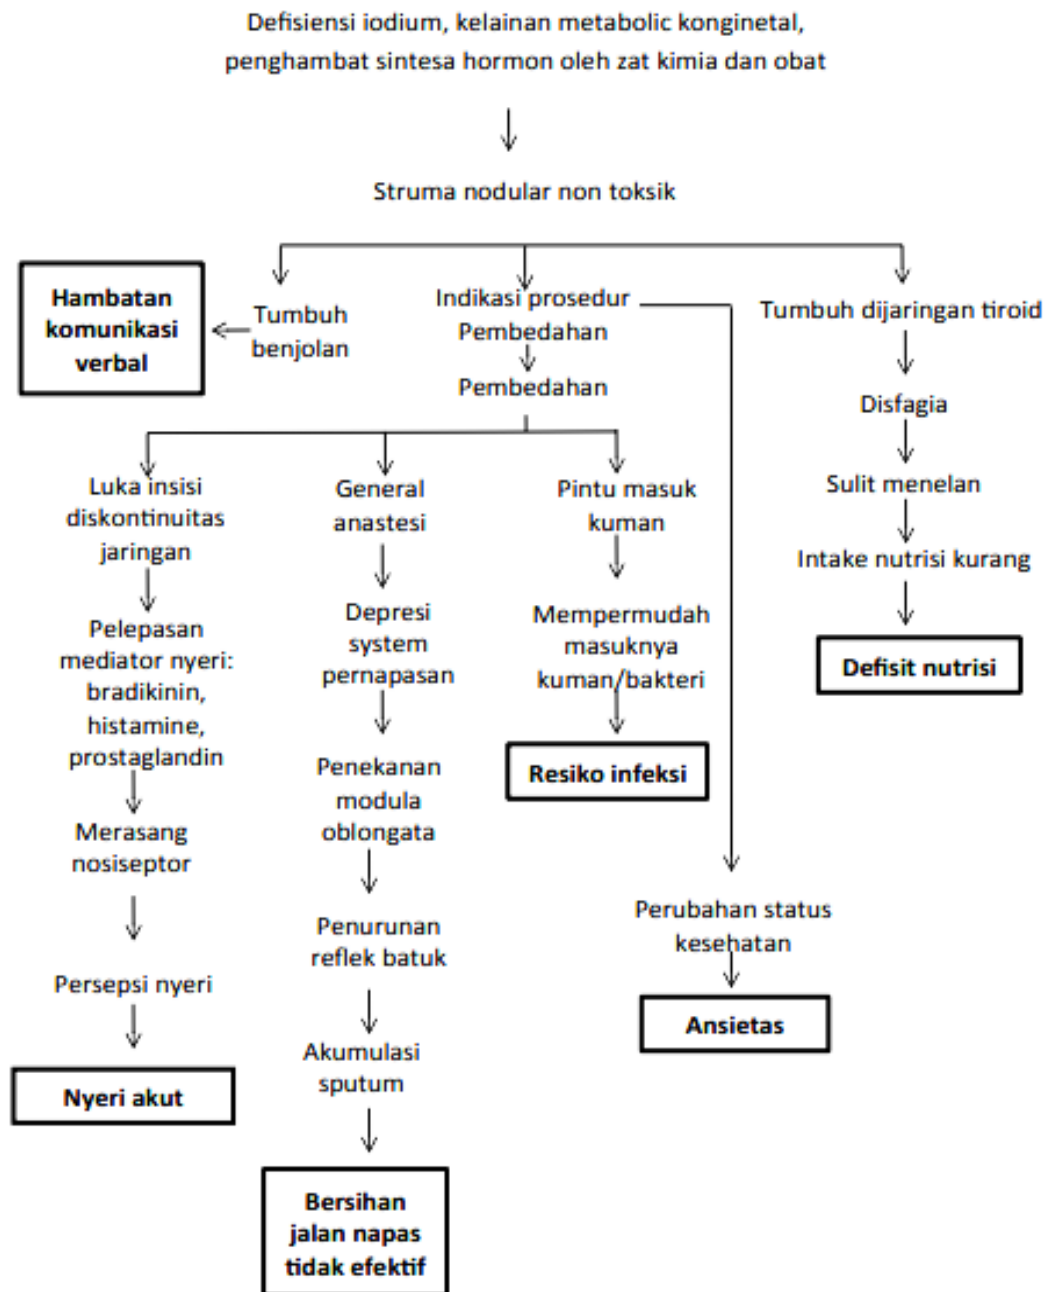 Defisiensi iodium, kelainan metabolic konginetal,
penghambat sintesa hormon oleh zat kimia dan obat
Struma nodular non toksik
Hambatan
komunikasi
verbal
Tumbuh
benjolan
Indikasi prosedur
Pembedahan
Pembedahan
Tumbuh dijaringan tiroid
Disfagia
Sulit menelan
Intake nutrisi kurang
Defisit nutrisi
Luka insisi
diskontinuitas
jaringan
Pelepasan
mediator nyeri:
bradikinin,
histamine,
prostaglandin
Merasang
nosiseptor
Persepsi nyeri
Nyeri akut
General
anastesi
Depresi
system
pernapasan
Penekanan
modula
oblongata
Penurunan
reflek batuk
Akumulasi
sputum
Bersihan
jalan napas
tidak efektif
Pintu masuk
kuman
Mempermudah
masuknya
kuman/bakteri
Resiko infeksi
Perubahan status
kesehatan
Ansietas